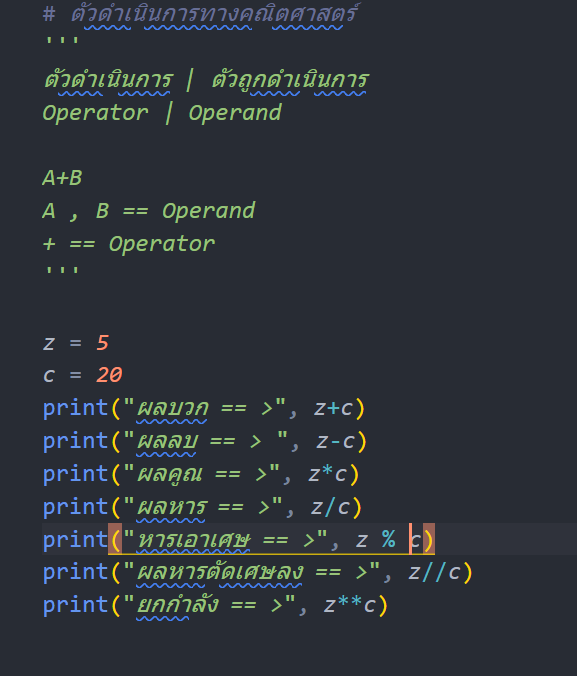 # ตัวดำเนินการทางคณิตศาสตร์
'''
ตัวดำเนินการ | ตัวถูกดำเนินการ
Operator | Operand
A+B
A , B == Operand
+ == Operator
'''
z = 5
c = 20
print("ผลบวก == >", z+c)
print("ผลลบ == > ", z-c)
print("ผลคูณ == >", z*c)
print("ผลหาร == >", z/c)
print("หารเอาเศษ == >", z % c)
print("ผลหารตัดเศษลง == >", z//c)
print("ยกกำลัง == >", z**c)